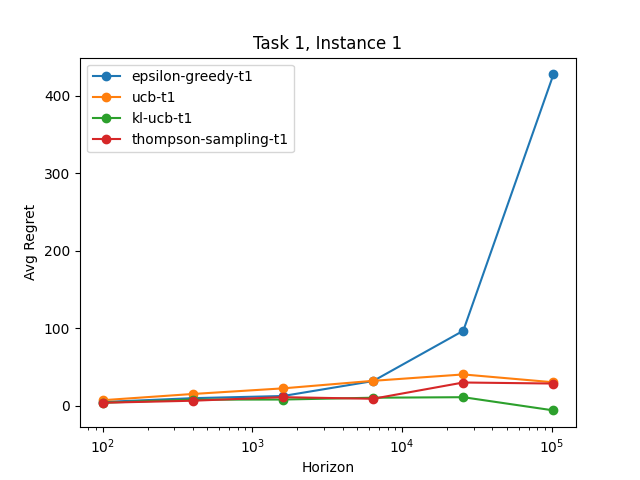 Task 1, Instance 1
epsilon-greedy-t1
ucb-t1
kl-ucb-t1
thompson-sampling-t1
Avg Regret
400
300
200
100
0
10²
10³
10⁴
10⁵
Horizon